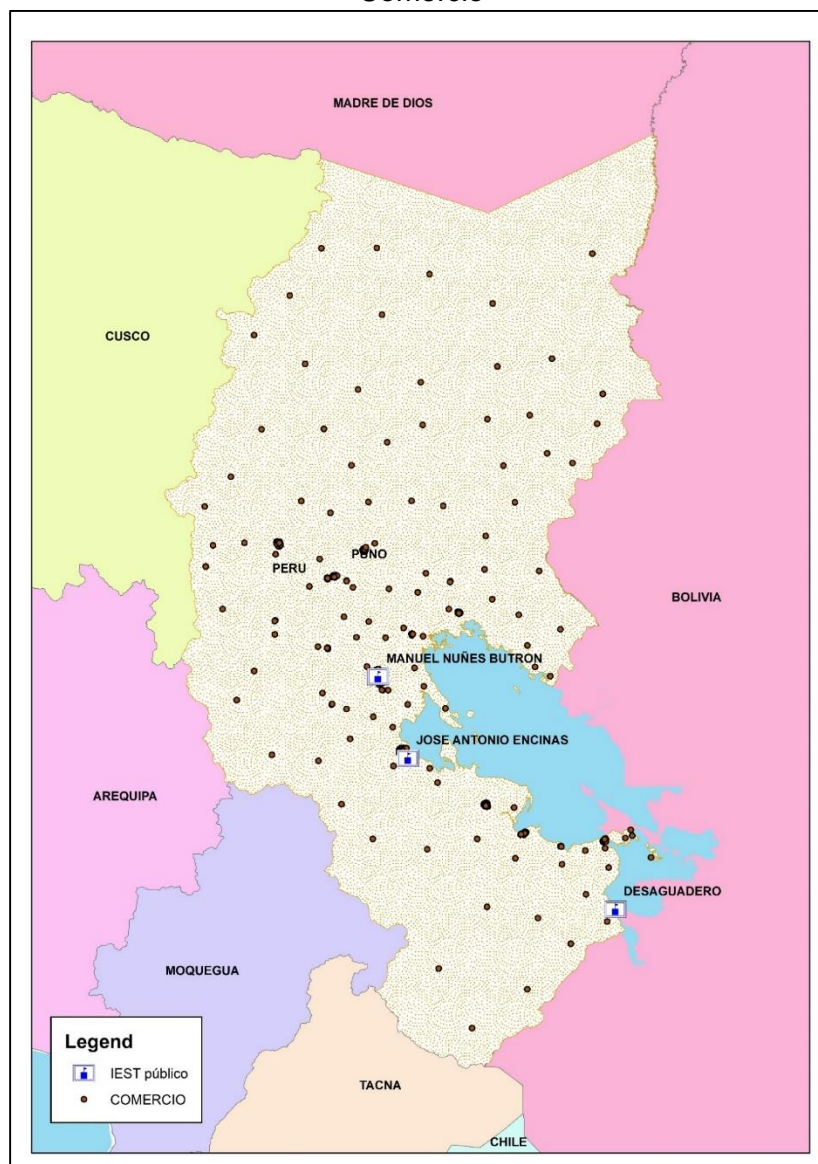 Comercio
MADRE DE DIOS
CUSCO
PUNO
PERU
BOLIVIA
MANUEL NUÑES BUTRON
JOSE ANTONIO ENCINAS
AREQUIPA
DESAGUADERO
MOQUEGUA
Legend
IEST público
COMERCIO
TACNA
CHILE